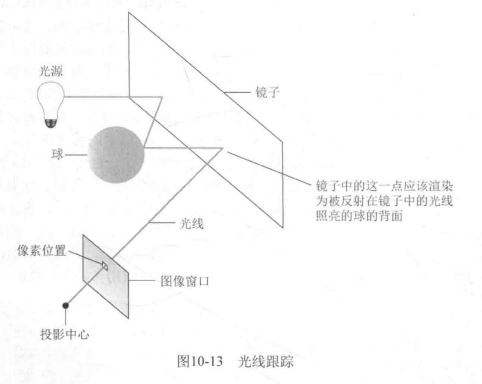 光源
镜子
球
镜子中的这一点应该渲染
为被反射在镜子中的光线
照亮的球的背面
光线
像素位置
图像窗口
投影中心
图10-13 光线跟踪